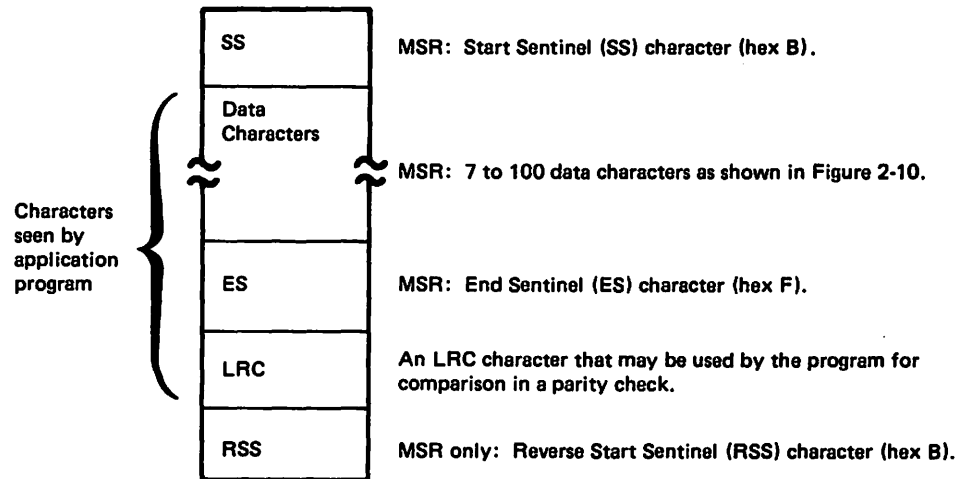 SS
MSR: Start Sentinel (SS) character (hex B).
Data
Characters
MSR: 7 to 100 data characters as shown in Figure 2-10.
Characters
seen by
application
program
ES
MSR: End Sentinel (ES) character (hex F).
LRC
An LRC character that may be used by the program for
comparison in a parity check.
RSS
MSR only: Reverse Start Sentinel (RSS) character (hex B).